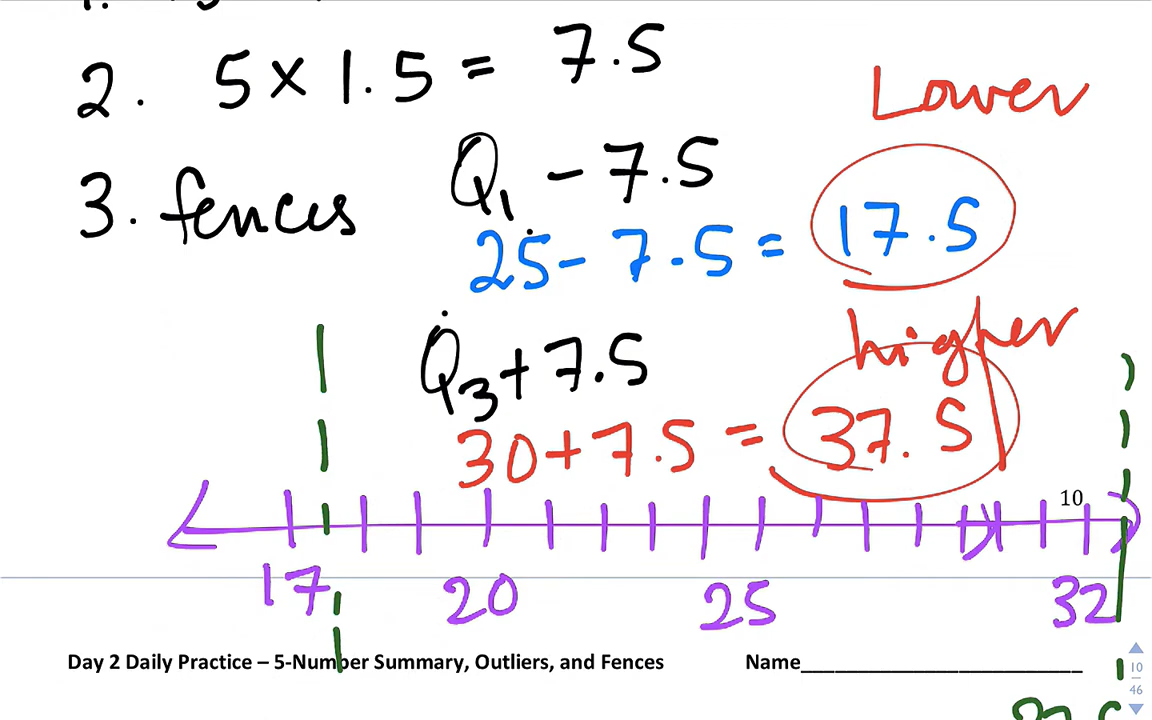 2. 5 × 1.5 = 7.5
Lower
3. fences Q₁ − 7.5
25 − 7.5 = 17.5
higher
Q₃ + 7.5
30 + 7.5 = 37.5
10
17 20 25 32
Day 2 Daily Practice – 5-Number Summary, Outliers, and Fences Name__________________________
10
46